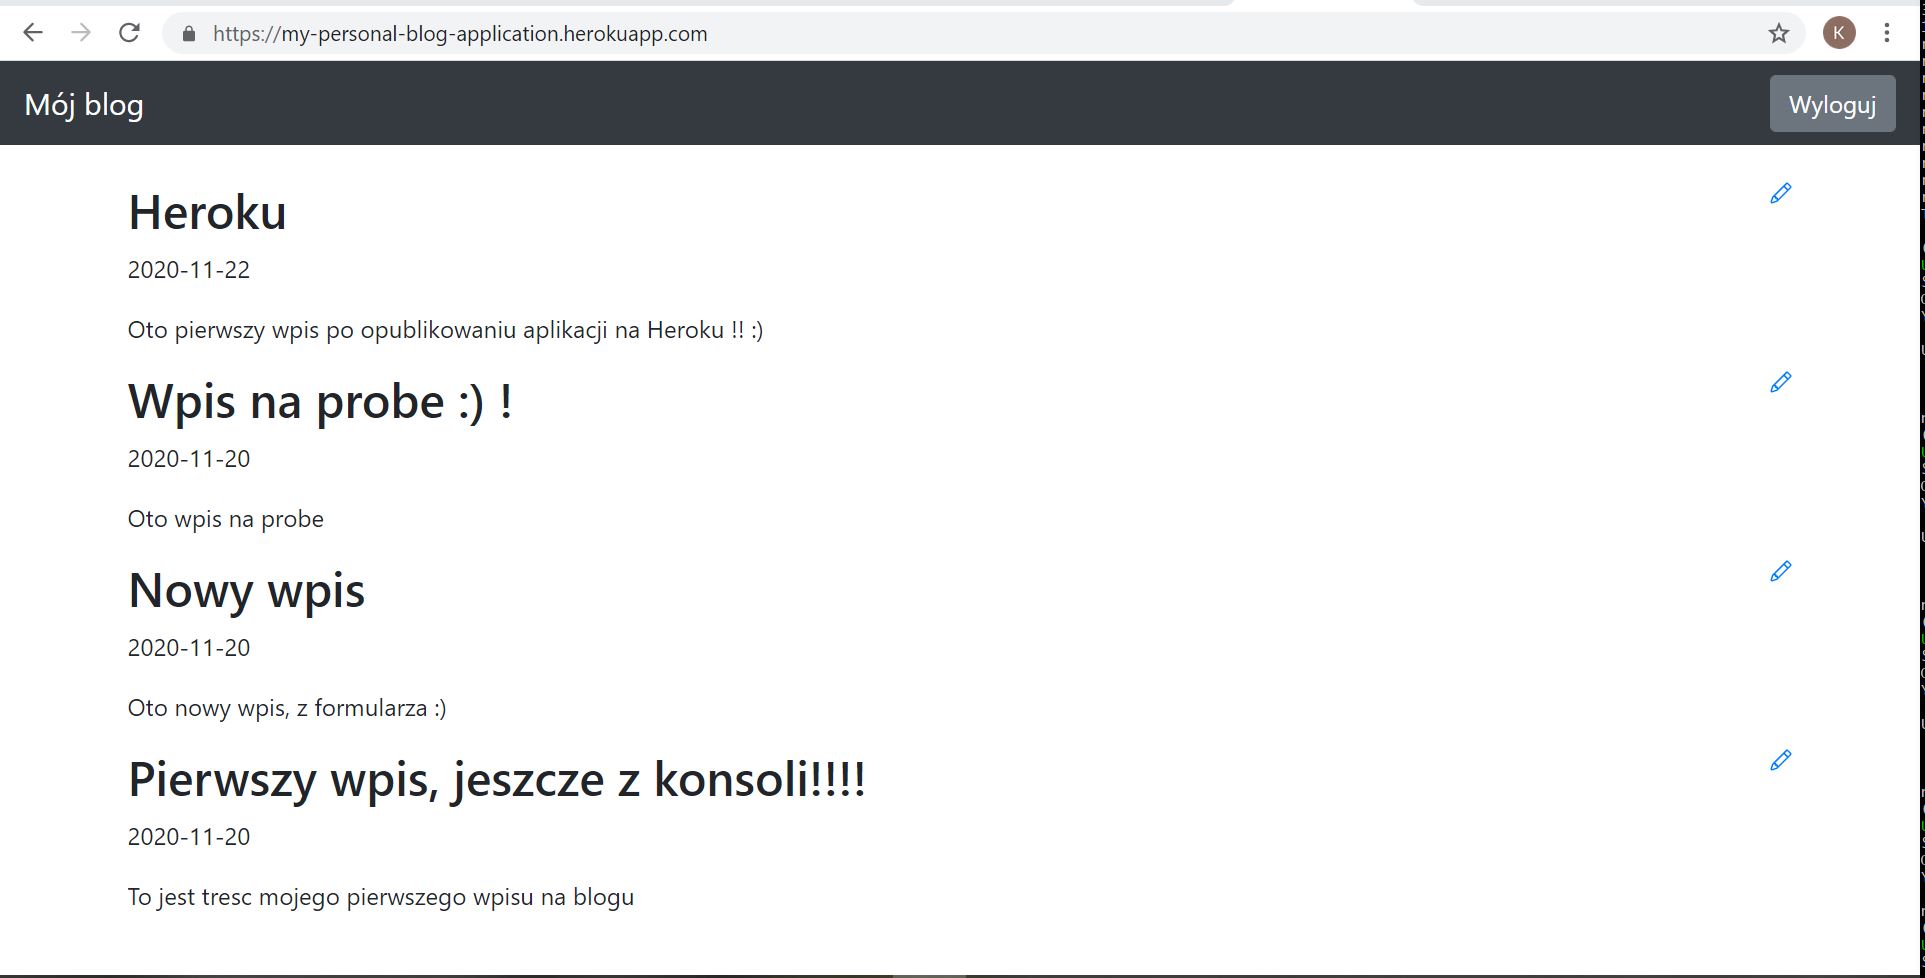 https://my-personal-blog-application.herokuapp.com
K
Mój blog
Wyloguj
Heroku
2020-11-22
Oto pierwszy wpis po opublikowaniu aplikacji na Heroku !! :)
Wpis na probe :) !
2020-11-20
Oto wpis na probe
Nowy wpis
2020-11-20
Oto nowy wpis, z formularza :)
Pierwszy wpis, jeszcze z konsoli!!!!
2020-11-20
To jest tresc mojego pierwszego wpisu na blogu